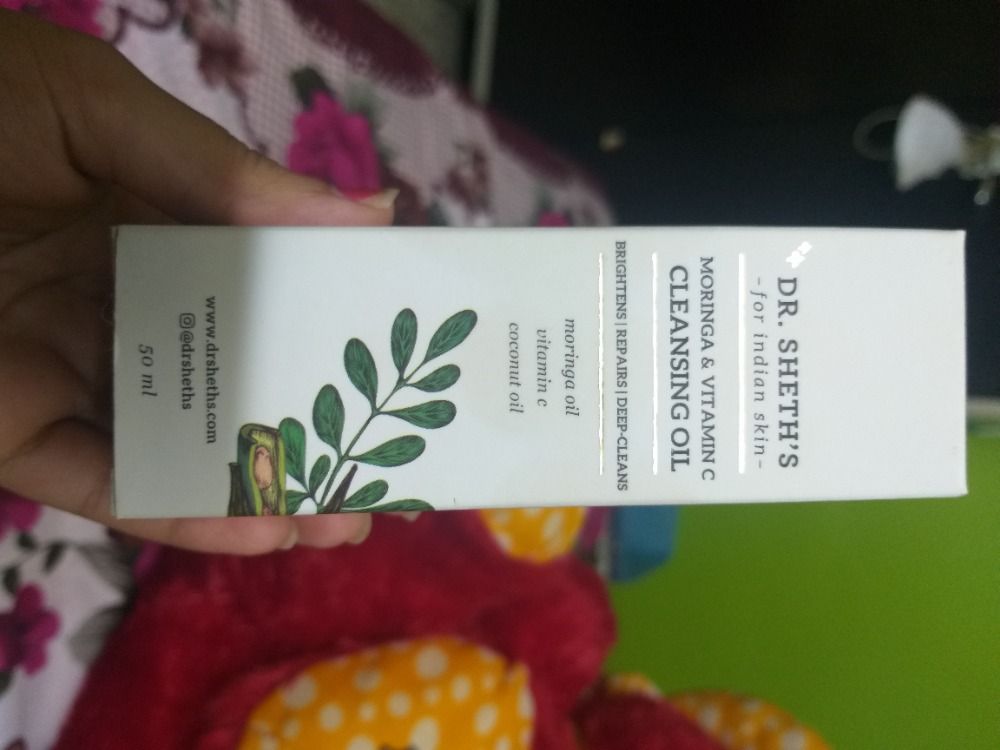 DR. SHETH'S
-for indian skin-
MORINGA & VITAMIN C
CLEANSING OIL
BRIGHTENS | REPAIRS | DEEP-CLEANS
moringa oil
vitamin c
coconut oil
www.drsheths.com
@drsheths
50 ml